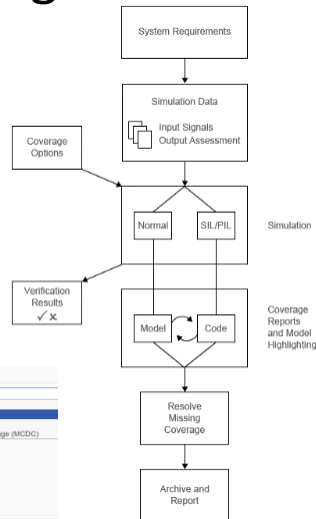 g
System Requirements
Simulation Data
Input Signals
Output Assessment
Coverage
Options
Normal
SIL/PIL
Simulation
Verification
Results
✓ x
Model
Code
Coverage
Reports
and Model
Highlighting
ge (MCDC)
Resolve
Missing
Coverage
Archive and
Report